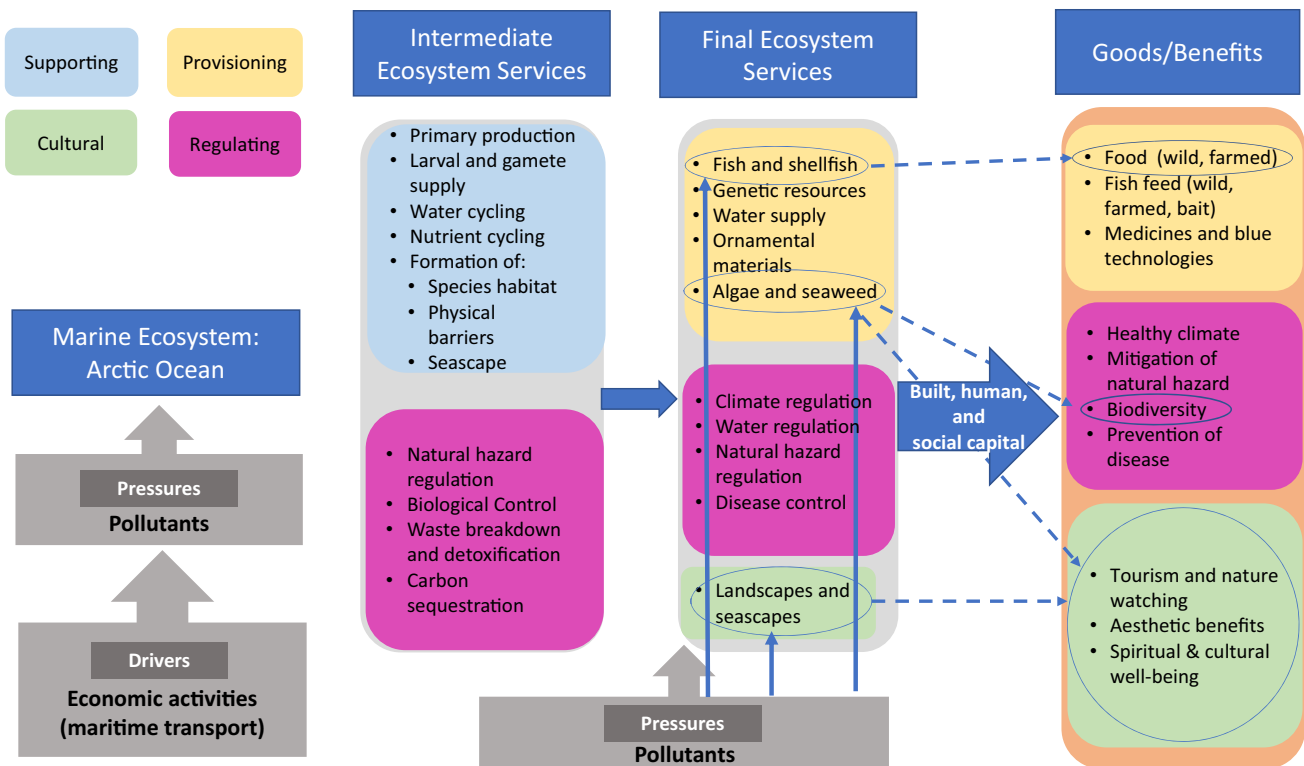 Supporting
Provisioning
Cultural
Regulating
Marine Ecosystem:
Arctic Ocean
Pressures
Pollutants
Drivers
Economic activities
(maritime transport)
Intermediate
Ecosystem Services
• Primary production
• Larval and gamete
supply
• Water cycling
• Nutrient cycling
• Formation of:
• Species habitat
• Physical
barriers
• Seascape
• Natural hazard
regulation
• Biological Control
• Waste breakdown
and detoxification
• Carbon
sequestration
Final Ecosystem
Services
• Fish and shellfish
• Genetic resources
• Water supply
• Ornamental
materials
• Algae and seaweed
• Climate regulation
• Water regulation
• Natural hazard
regulation
• Disease control
• Landscapes and
seascapes
Pressures
Pollutants
Built, human,
and
social capital
Goods/Benefits
• Food (wild, farmed)
• Fish feed (wild,
farmed, bait)
• Medicines and blue
technologies
• Healthy climate
• Mitigation of
natural hazard
• Biodiversity
• Prevention of
disease
• Tourism and nature
watching
• Aesthetic benefits
• Spiritual & cultural
well-being